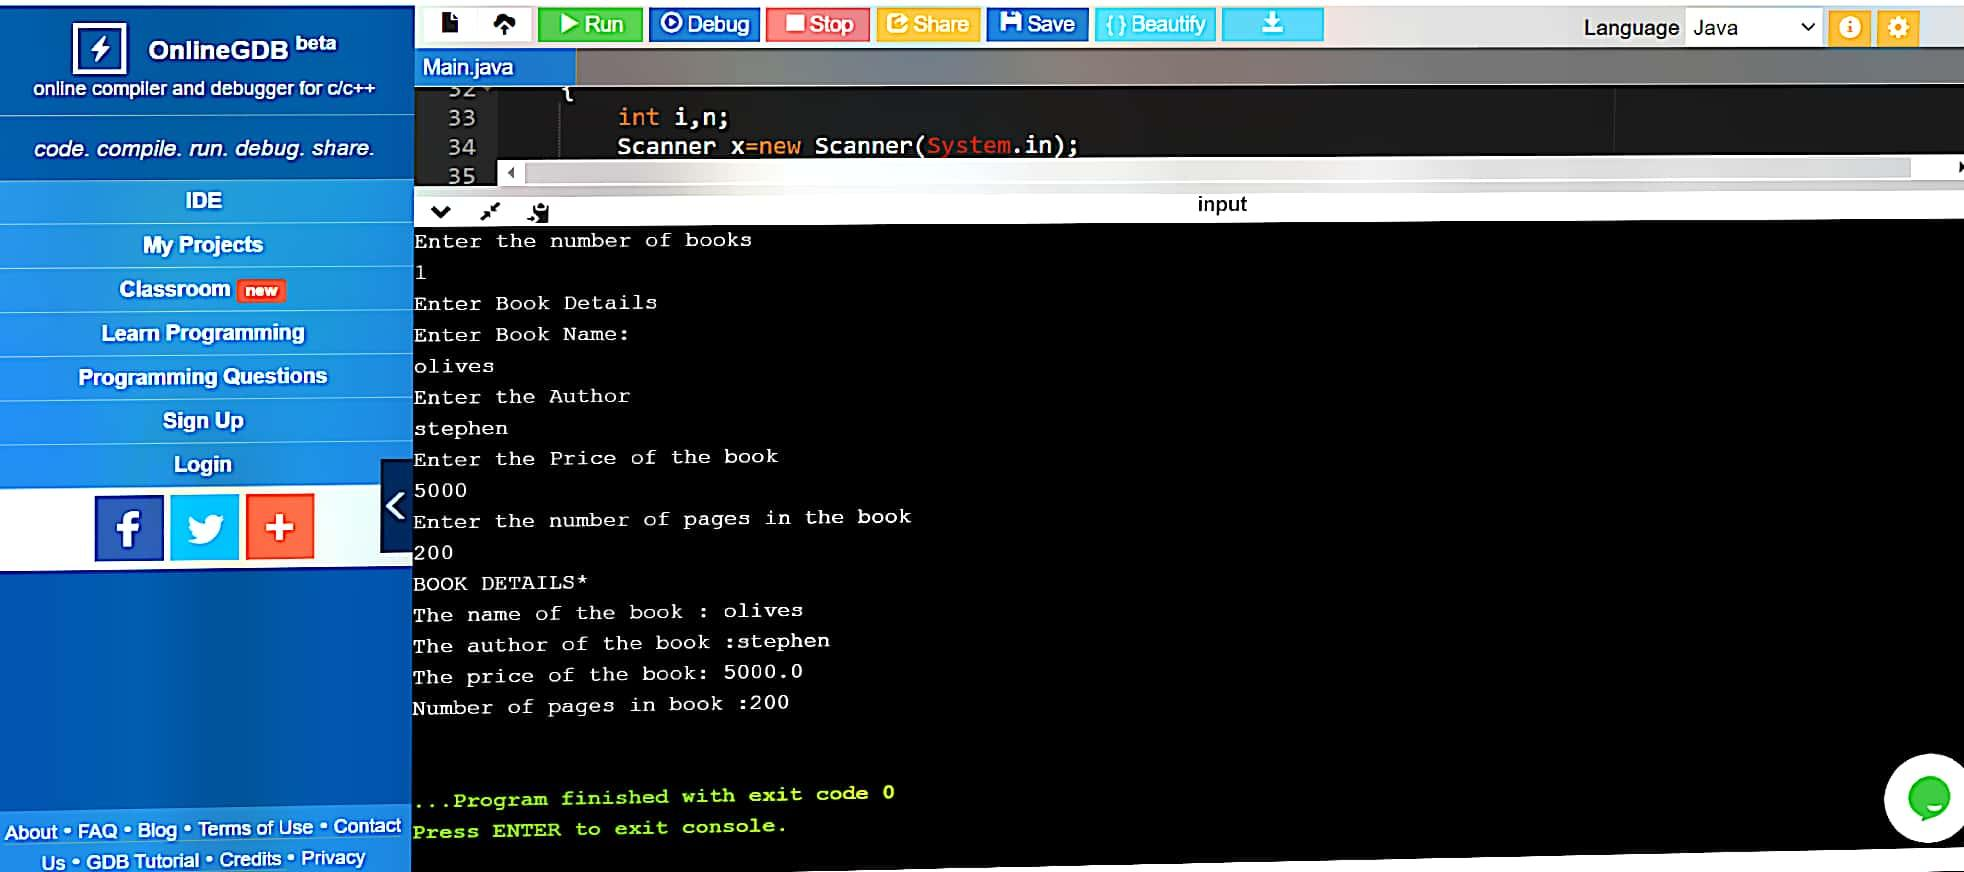 OnlineGDB beta
online compiler and debugger for c/c++
code. compile. run. debug. share.
IDE
My Projects
Classroom new
Learn Programming
Programming Questions
Sign Up
Login
About • FAQ • Blog • Terms of Use • Contact
Us • GDB Tutorial • Credits • Privacy
Run Debug Stop Share Save {} Beautify Language Java
Main.java
32 {
33 int i,n;
34 Scanner x=new Scanner(System.in);
35
input
Enter the number of books
1
Enter Book Details
Enter Book Name:
olives
Enter the Author
stephen
Enter the Price of the book
5000
Enter the number of pages in the book
200
BOOK DETAILS*
The name of the book : olives
The author of the book :stephen
The price of the book: 5000.0
Number of pages in book :200
...Program finished with exit code 0
Press ENTER to exit console.